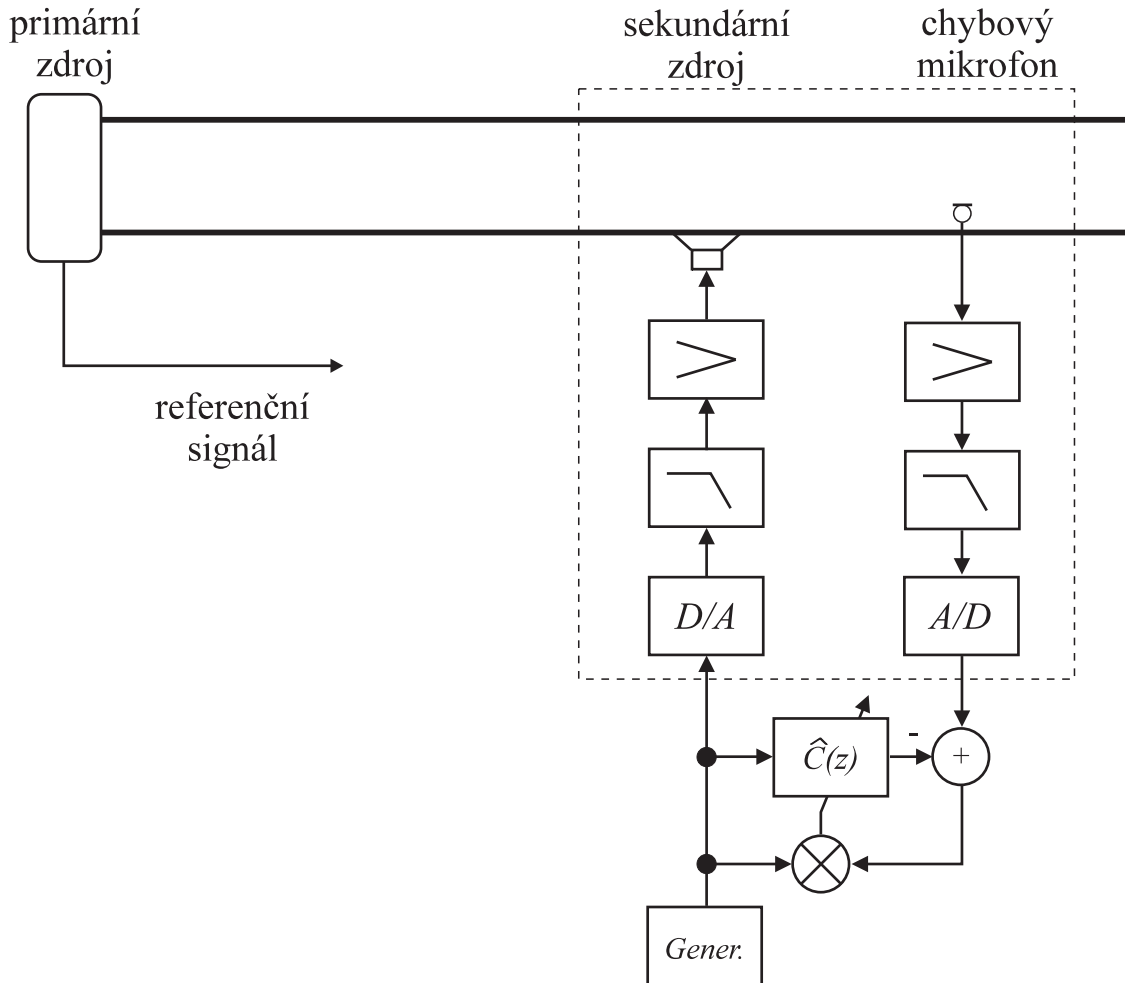 primární
zdroj
sekundární
zdroj
chybový
mikrofon
referenční
signál
D/A
A/D
Ĉ(z)
-
+
Gener.